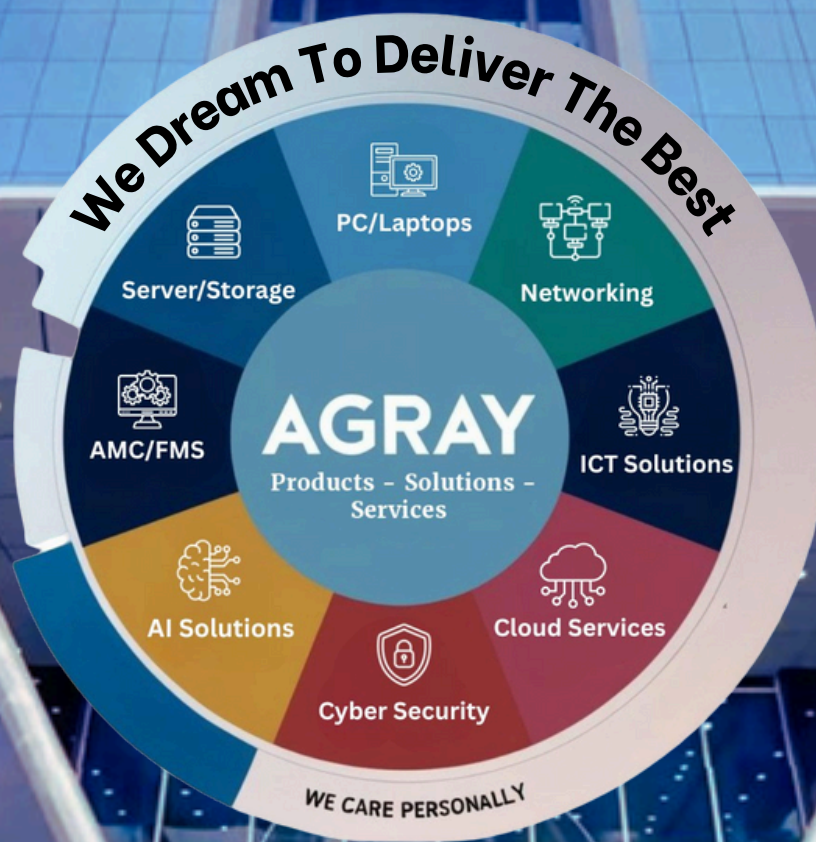 We Dream To Deliver The Best
PC/Laptops
Server/Storage
Networking
AMC/FMS
AGRAY
Products - Solutions -
Services
ICT Solutions
AI Solutions
Cloud Services
Cyber Security
WE CARE PERSONALLY